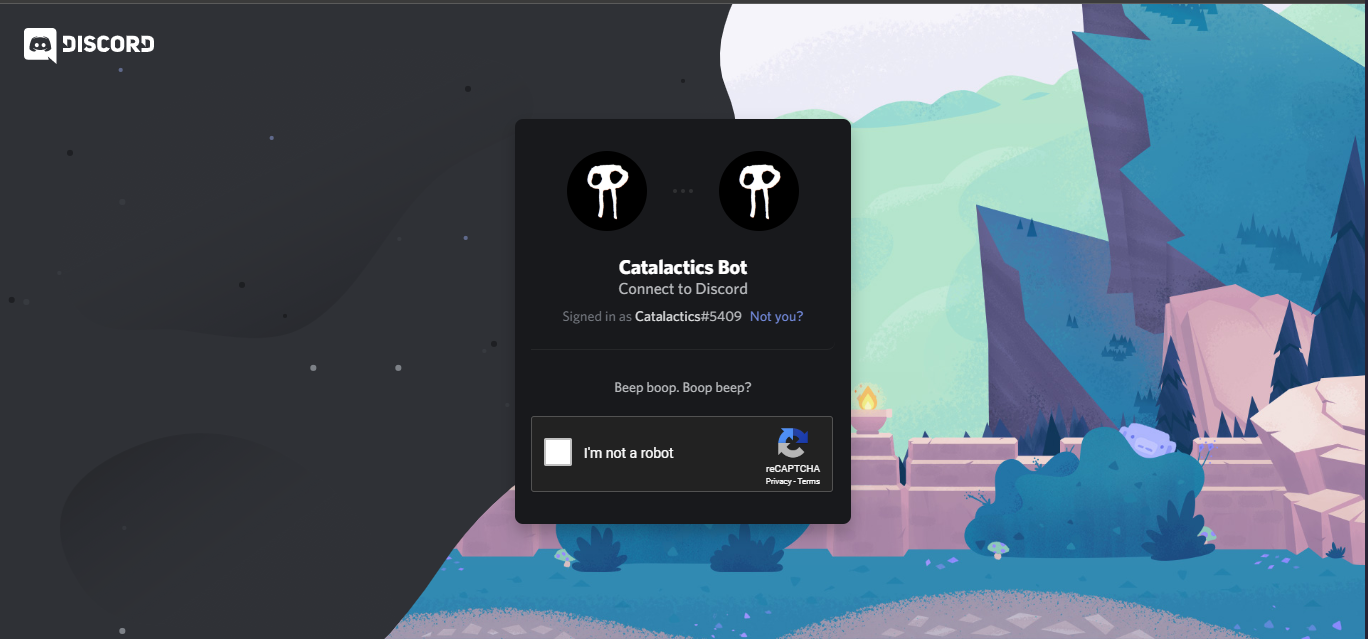 DISCORD
Catalactics Bot
Connect to Discord
Signed in as Catalactics#5409 Not you?
Beep boop. Boop beep?
I'm not a robot
reCAPTCHA
Privacy - Terms